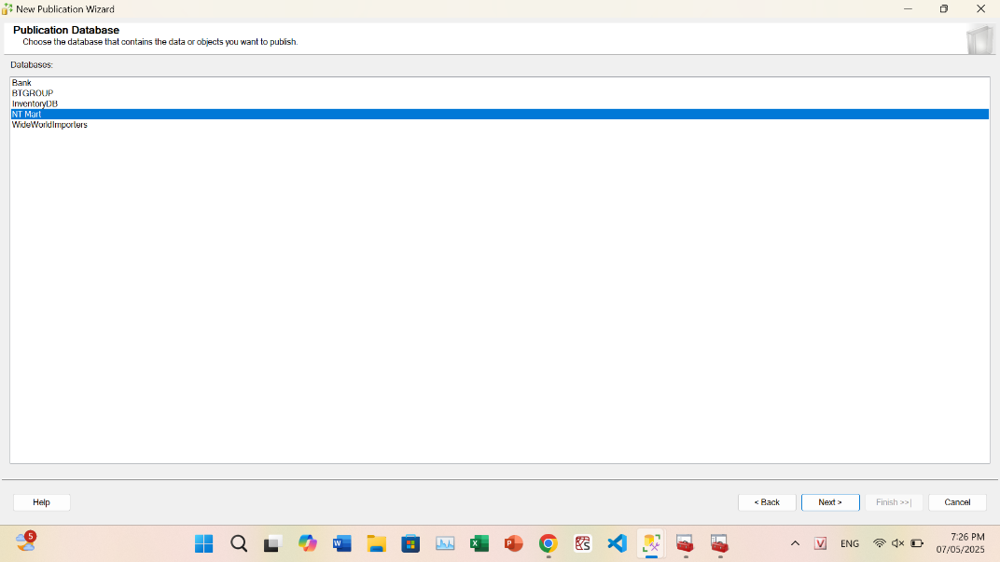 New Publication Wizard
Publication Database
Choose the database that contains the data or objects you want to publish.
Databases:
Bank
BTGROUP
InventoryDB
NT Mart
WideWorldImporters
Help
< Back
Next >
Finish >>|
Cancel
5
ENG
7:26 PM
07/05/2025